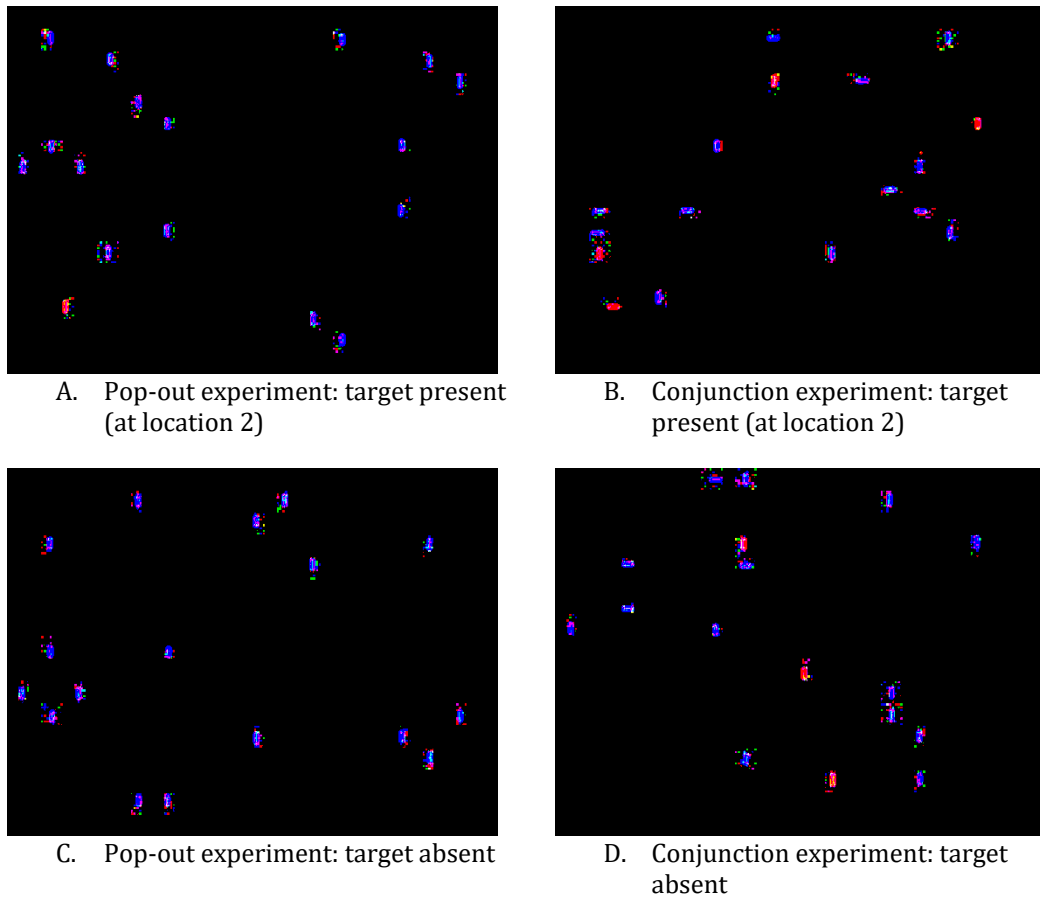 A. Pop-out experiment: target present
(at location 2)
B. Conjunction experiment: target
present (at location 2)
C. Pop-out experiment: target absent
D. Conjunction experiment: target
absent